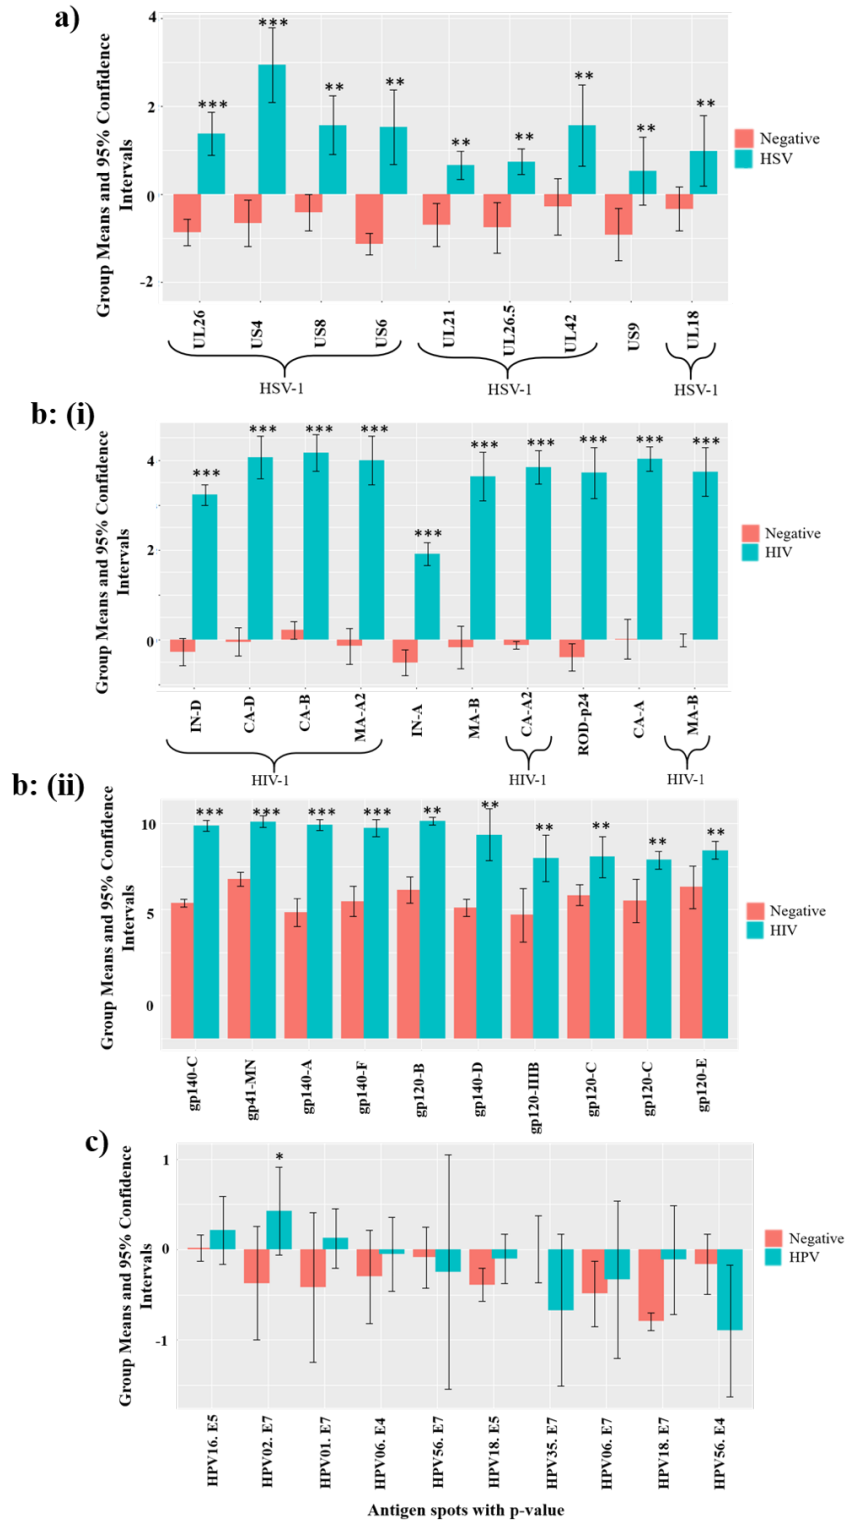 a)
Group Means and 95% Confidence
Intervals
4
2
0
-2
***
***
**
**
**
**
**
**
**
Negative
HSV
UL26
US4
US8
US6
UL21
UL26.5
UL42
US9
UL18
HSV-1
HSV-1
HSV-1
b: (i)
Group Means and 95% Confidence
Intervals
4
2
0
***
***
***
***
***
***
***
***
***
***
Negative
HIV
IN-D
CA-D
CA-B
MA-A2
IN-A
MA-B
CA-A2
ROD-p24
CA-A
MA-B
HIV-1
HIV-1
HIV-1
b: (ii)
Group Means and 95% Confidence
Intervals
10
5
0
***
***
***
***
**
**
**
**
**
**
Negative
HIV
gp140-C
gp41-MN
gp140-A
gp140-F
gp120-B
gp140-D
gp120-IIIB
gp120-C
gp120-C
gp120-E
c)
Group Means and 95% Confidence
Intervals
1
0
-1
*
Negative
HPV
HPV16. E5
HPV02. E7
HPV01. E7
HPV06. E4
HPV56. E7
HPV18. E5
HPV35. E7
HPV06. E7
HPV18. E7
HPV56. E4
Antigen spots with p-value